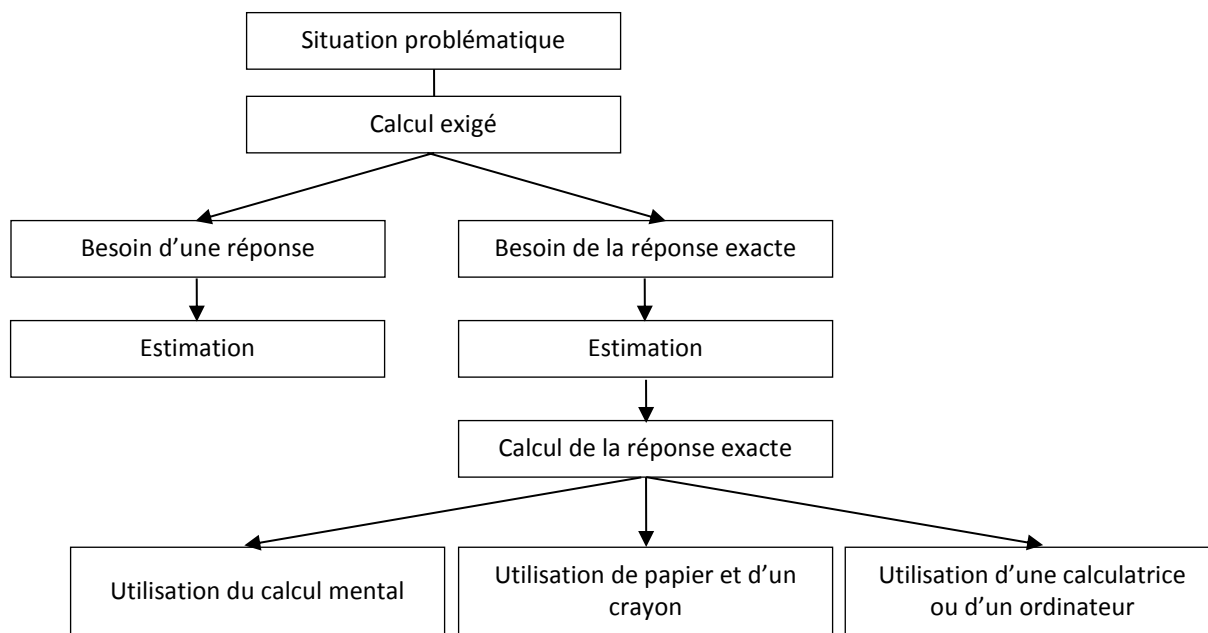 Situation problématique
Calcul exigé
Besoin d’une réponse
Besoin de la réponse exacte
Estimation
Estimation
Calcul de la réponse exacte
Utilisation du calcul mental
Utilisation de papier et d’un
crayon
Utilisation d’une calculatrice
ou d’un ordinateur